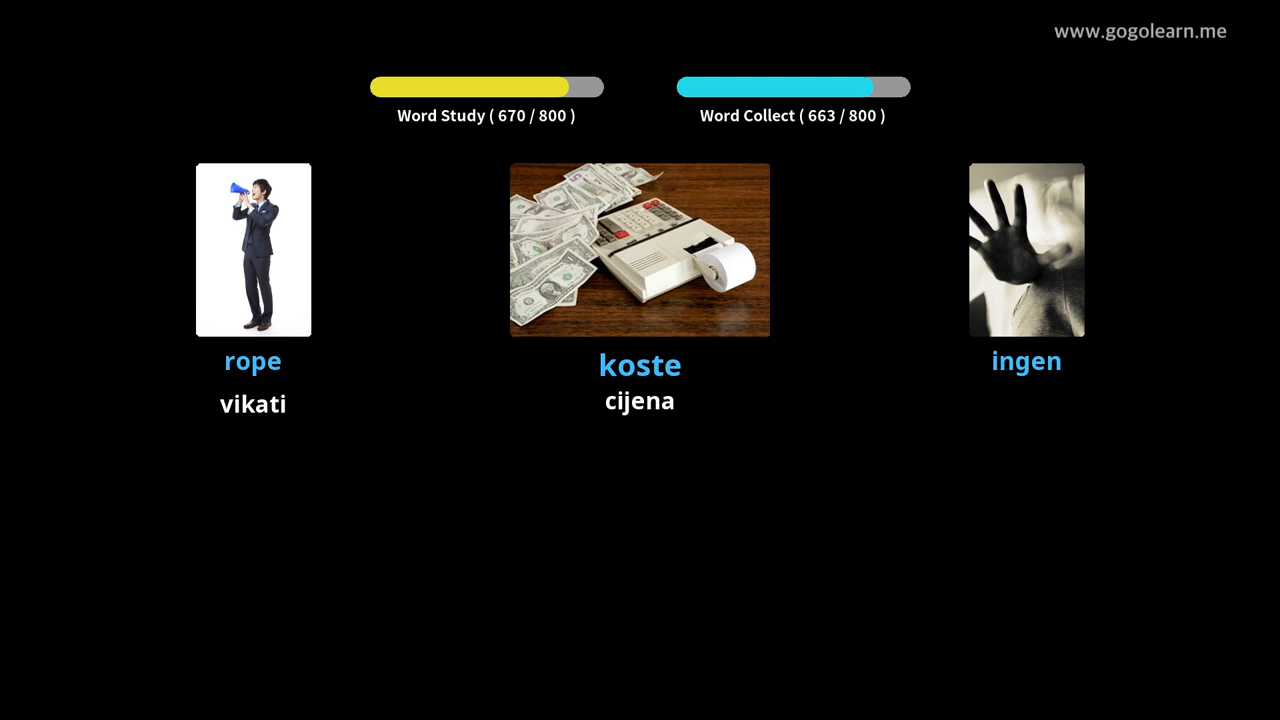 www.gogolearn.me
Word Study ( 670 / 800 )
Word Collect ( 663 / 800 )
rope
koste
ingen
vikati
cijena